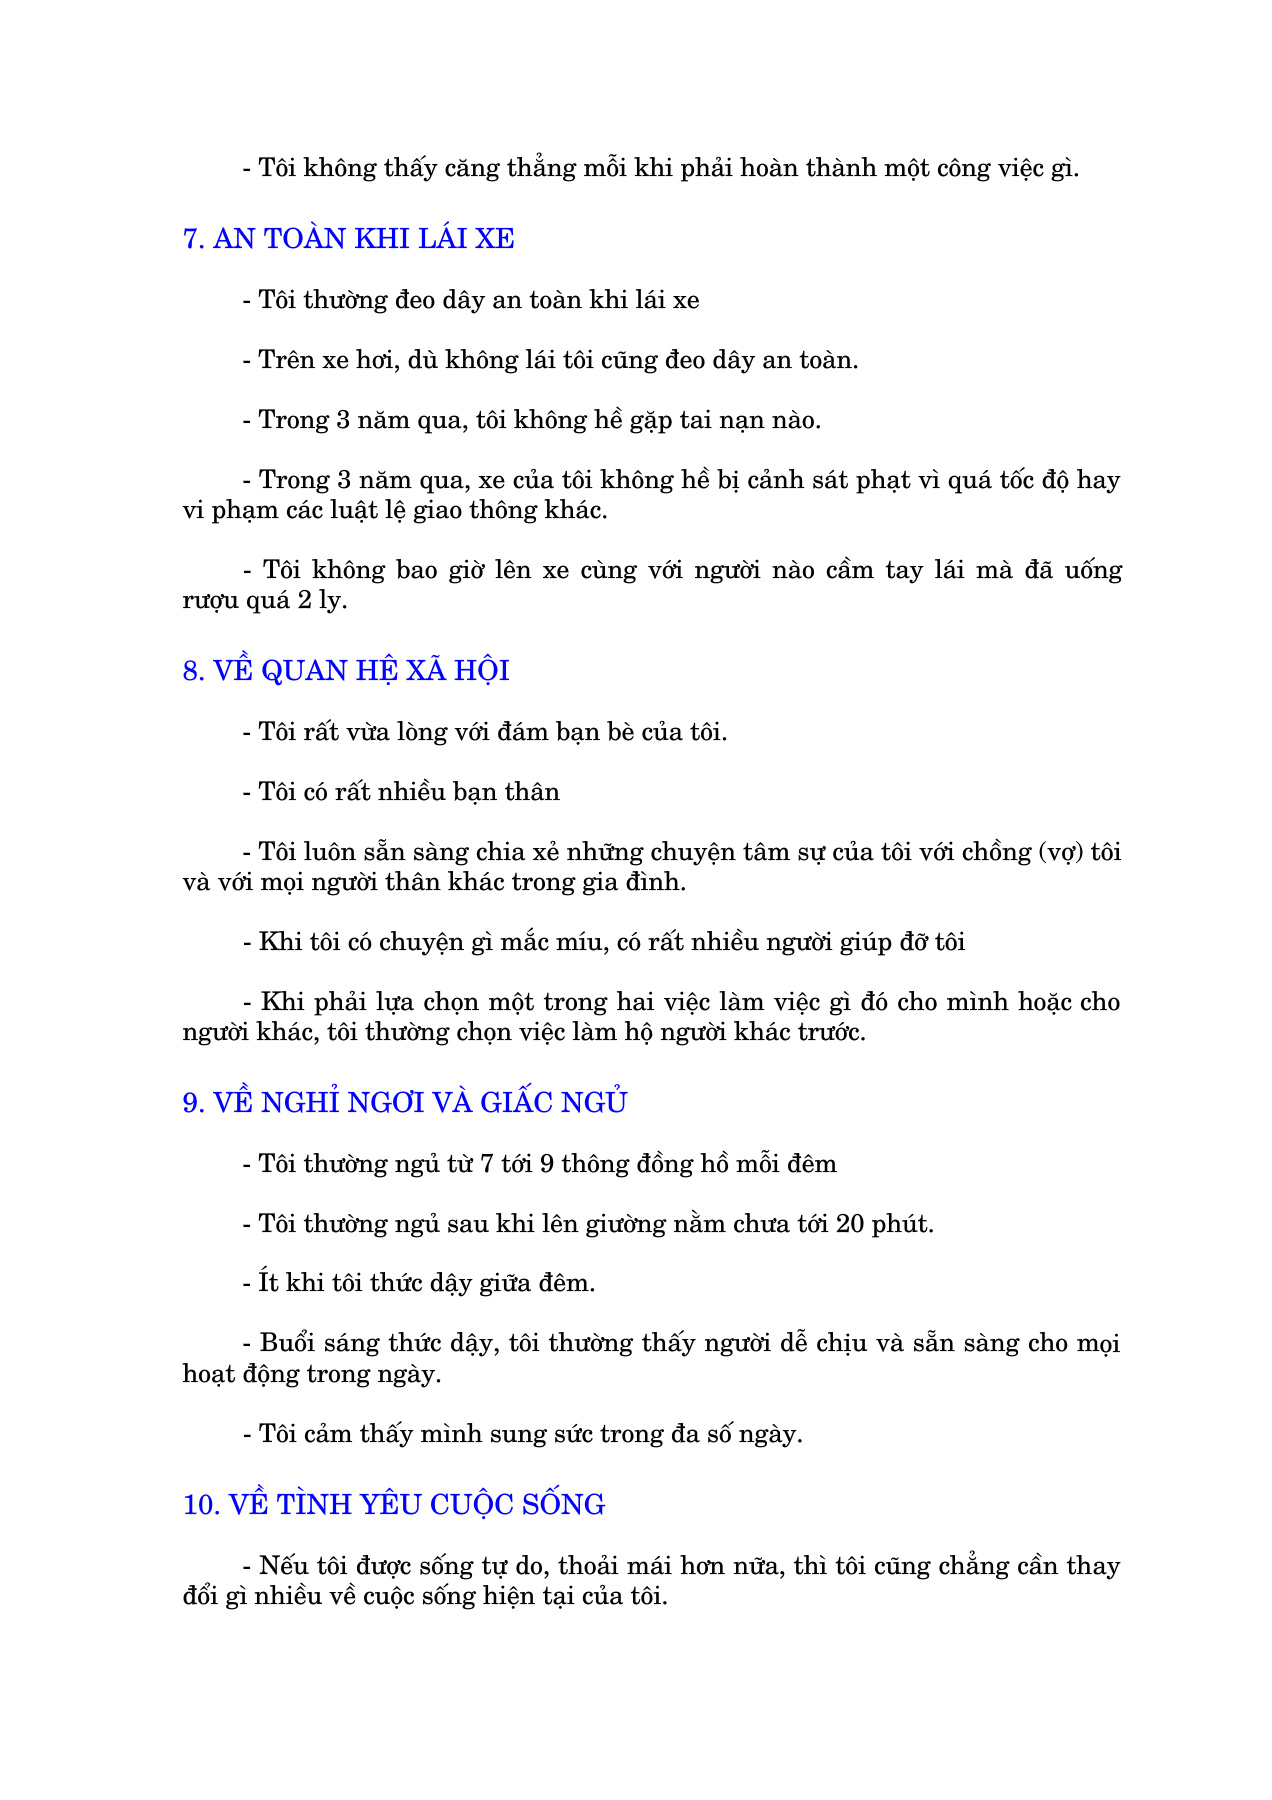 - Tôi không thấy căng thẳng mỗi khi phải hoàn thành một công việc gì.
7. AN TOÀN KHI LÁI XE
- Tôi thường đeo dây an toàn khi lái xe
- Trên xe hơi, dù không lái tôi cũng đeo dây an toàn.
- Trong 3 năm qua, tôi không hề gặp tai nạn nào.
- Trong 3 năm qua, xe của tôi không hề bị cảnh sát phạt vì quá tốc độ hay
vi phạm các luật lệ giao thông khác.
- Tôi không bao giờ lên xe cùng với người nào cầm tay lái mà đã uống
rượu quá 2 ly.
8. VỀ QUAN HỆ XÃ HỘI
- Tôi rất vừa lòng với đám bạn bè của tôi.
- Tôi có rất nhiều bạn thân
- Tôi luôn sẵn sàng chia xẻ những chuyện tâm sự của tôi với chồng (vợ) tôi
và với mọi người thân khác trong gia đình.
- Khi tôi có chuyện gì mắc míu, có rất nhiều người giúp đỡ tôi
- Khi phải lựa chọn một trong hai việc làm việc gì đó cho mình hoặc cho
người khác, tôi thường chọn việc làm hộ người khác trước.
9. VỀ NGHỈ NGƠI VÀ GIẤC NGỦ
- Tôi thường ngủ từ 7 tới 9 thông đồng hồ mỗi đêm
- Tôi thường ngủ sau khi lên giường nằm chưa tới 20 phút.
- Ít khi tôi thức dậy giữa đêm.
- Buổi sáng thức dậy, tôi thường thấy người dễ chịu và sẵn sàng cho mọi
hoạt động trong ngày.
- Tôi cảm thấy mình sung sức trong đa số ngày.
10. VỀ TÌNH YÊU CUỘC SỐNG
- Nếu tôi được sống tự do, thoải mái hơn nữa, thì tôi cũng chẳng cần thay
đổi gì nhiều về cuộc sống hiện tại của tôi.